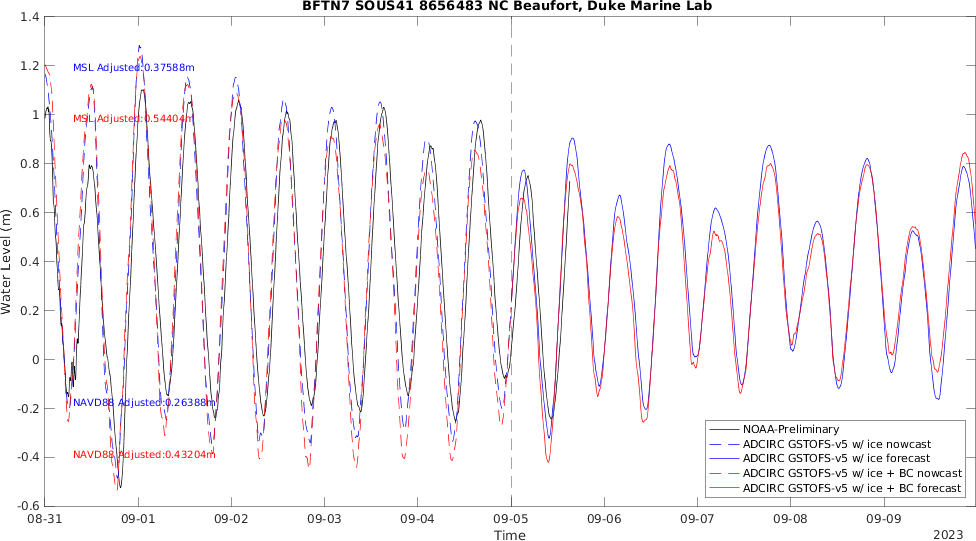 BFTN7 SOUS41 8656483 NC Beaufort, Duke Marine Lab
1.4
1.2
1
0.8
0.6
0.4
0.2
0
-0.2
-0.4
-0.6
Water Level (m)
MSL Adjusted:0.37588m
MSL Adjusted:0.54404m
NAVD88 Adjusted:0.26388m
NAVD88 Adjusted:0.43204m
NOAA-Preliminary
ADCIRC GSTOFS-v5 w/ ice nowcast
ADCIRC GSTOFS-v5 w/ ice forecast
ADCIRC GSTOFS-v5 w/ ice + BC nowcast
ADCIRC GSTOFS-v5 w/ ice + BC forecast
08-31 09-01 09-02 09-03 09-04 09-05 09-06 09-07 09-08 09-09
Time
2023